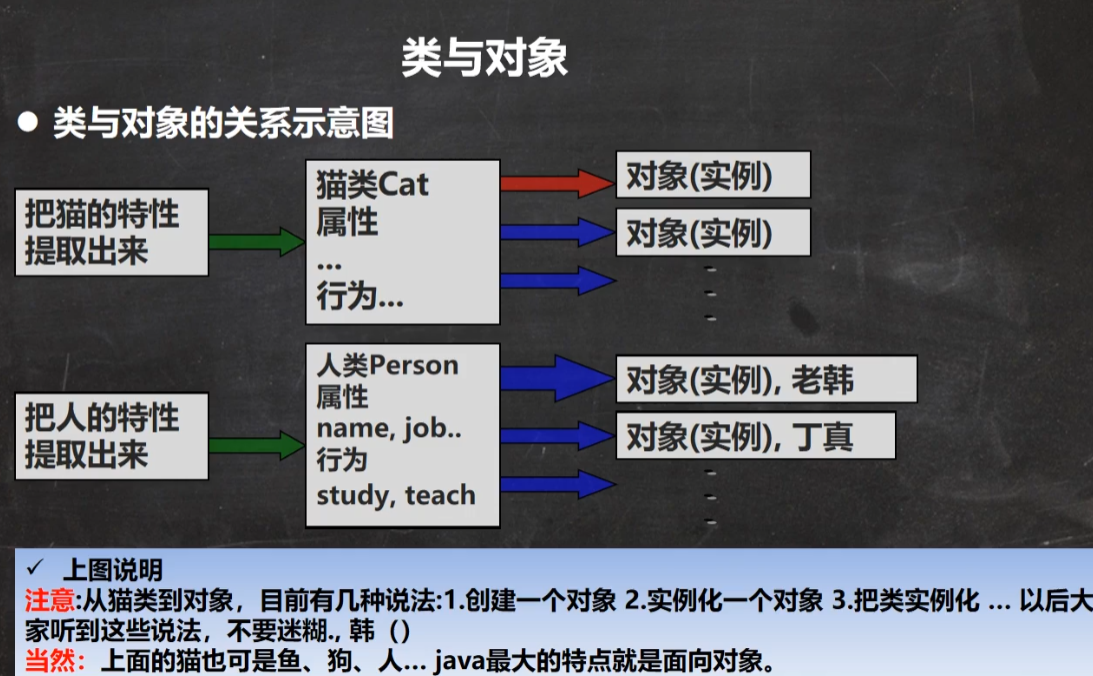 类与对象
● 类与对象的关系示意图
把猫的特性
提取出来
猫类Cat
属性
...
行为...
对象(实例)
对象(实例)
把人的特性
提取出来
人类Person
属性
name, job..
行为
study, teach
对象(实例), 老韩
对象(实例), 丁真
✓ 上图说明
注意:从猫类到对象，目前有几种说法:1.创建一个对象 2.实例化一个对象 3.把类实例化 ... 以后大
家听到这些说法，不要迷糊., 韩（）
当然：上面的猫也可是鱼、狗、人... java最大的特点就是面向对象。